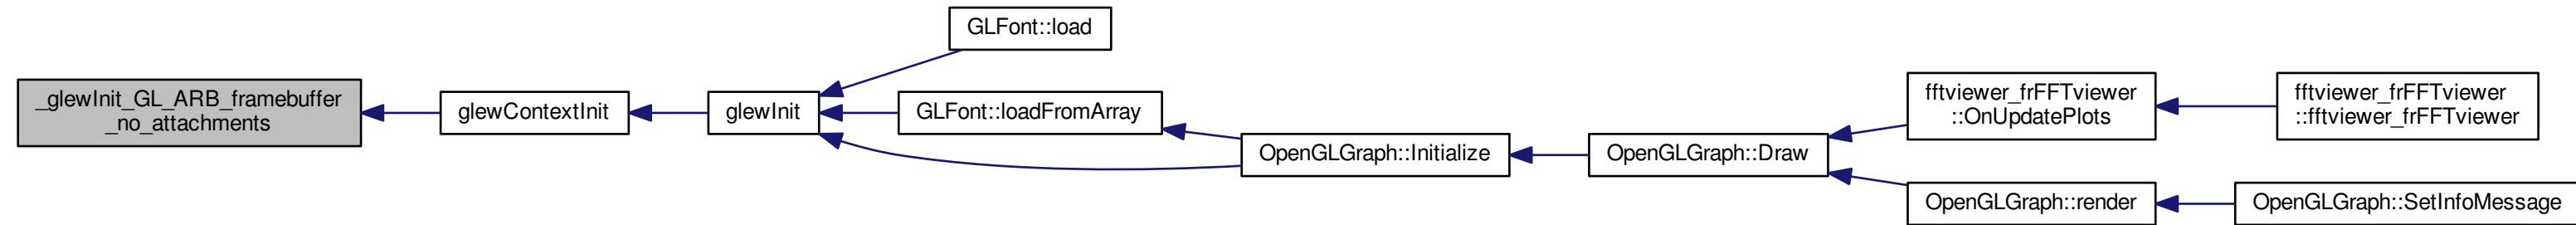 _glewInit_GL_ARB_framebuffer
_no_attachments
glewContextInit
glewInit
GLFont::load
GLFont::loadFromArray
OpenGLGraph::Initialize
OpenGLGraph::Draw
fftviewer_frFFTviewer
::OnUpdatePlots
fftviewer_frFFTviewer
::fftviewer_frFFTviewer
OpenGLGraph::render
OpenGLGraph::SetInfoMessage